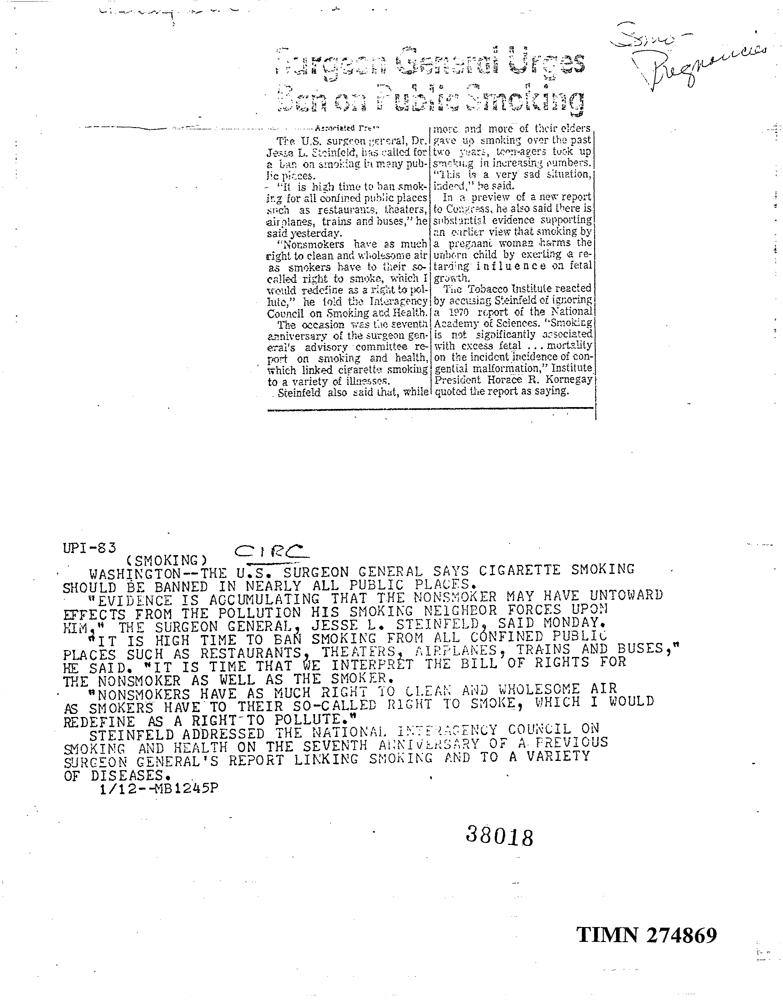 Smo-
Pregnancies
Surgeon General Urges
Ban on Public Smoking
Associated Press
The U.S. surgeon general, Dr.
Jesse L. Steinfeld, has called for
a ban on smoking in many pub-
lic places.
"It is high time to ban smok-
ing for all confined public places
such as restaurants, theaters,
airplanes, trains and buses," he
said yesterday.
"Nonsmokers have as much
right to clean and wholesome air
as smokers have to their so-
called right to smoke, which I
would redefine as a right to pol-
lute," he told the Interagency
Council on Smoking and Health.
The occasion was the seventh
anniversary of the surgeon gen-
eral's advisory committee re-
port on smoking and health,
which linked cigarette smoking
to a variety of illnesses.
Steinfeld also said that, while
more and more of their elders
gave up smoking over the past
two years, teen-agers took up
smoking in increasing numbers.
"This is a very sad situation,
indeed," he said.
In a preview of a new report
to Congress, he also said there is
substantial evidence supporting
an earlier view that smoking by
a pregnant woman harms the
unborn child by exerting a re-
tarding influence on fetal
growth.
The Tobacco Institute reacted
by accusing Steinfeld of ignoring
a 1970 report of the National
Academy of Sciences. "Smoking
is not significantly associated
with excess fetal ... mortality
on the incident incidence of con-
gential malformation," Institute
President Horace R. Kornegay
quoted the report as saying.
UPI-83
(SMOKING) CIRC
WASHINGTON--THE U.S. SURGEON GENERAL SAYS CIGARETTE SMOKING
SHOULD BE BANNED IN NEARLY ALL PUBLIC PLACES.
"EVIDENCE IS ACCUMULATING THAT THE NONSMOKER MAY HAVE UNTOWARD
EFFECTS FROM THE POLLUTION HIS SMOKING NEIGHBOR FORCES UPON
HIM," THE SURGEON GENERAL, JESSE L. STEINFELD, SAID MONDAY.
"IT IS HIGH TIME TO BAN SMOKING FROM ALL CONFINED PUBLIC
PLACES SUCH AS RESTAURANTS, THEATERS, AIRPLANES, TRAINS AND BUSES,"
HE SAID. "IT IS TIME THAT WE INTERPRET THE BILL OF RIGHTS FOR
THE NONSMOKER AS WELL AS THE SMOKER.
"NONSMOKERS HAVE AS MUCH RIGHT TO CLEAN AND WHOLESOME AIR
AS SMOKERS HAVE TO THEIR SO-CALLED RIGHT TO SMOKE, WHICH I WOULD
REDEFINE AS A RIGHT TO POLLUTE."
STEINFELD ADDRESSED THE NATIONAL INTERAGENCY COUNCIL ON
SMOKING AND HEALTH ON THE SEVENTH ANNIVERSARY OF A PREVIOUS
SURGEON GENERAL'S REPORT LINKING SMOKING AND TO A VARIETY
OF DISEASES.
1/12--MB1245P
38018
TIMN 274869